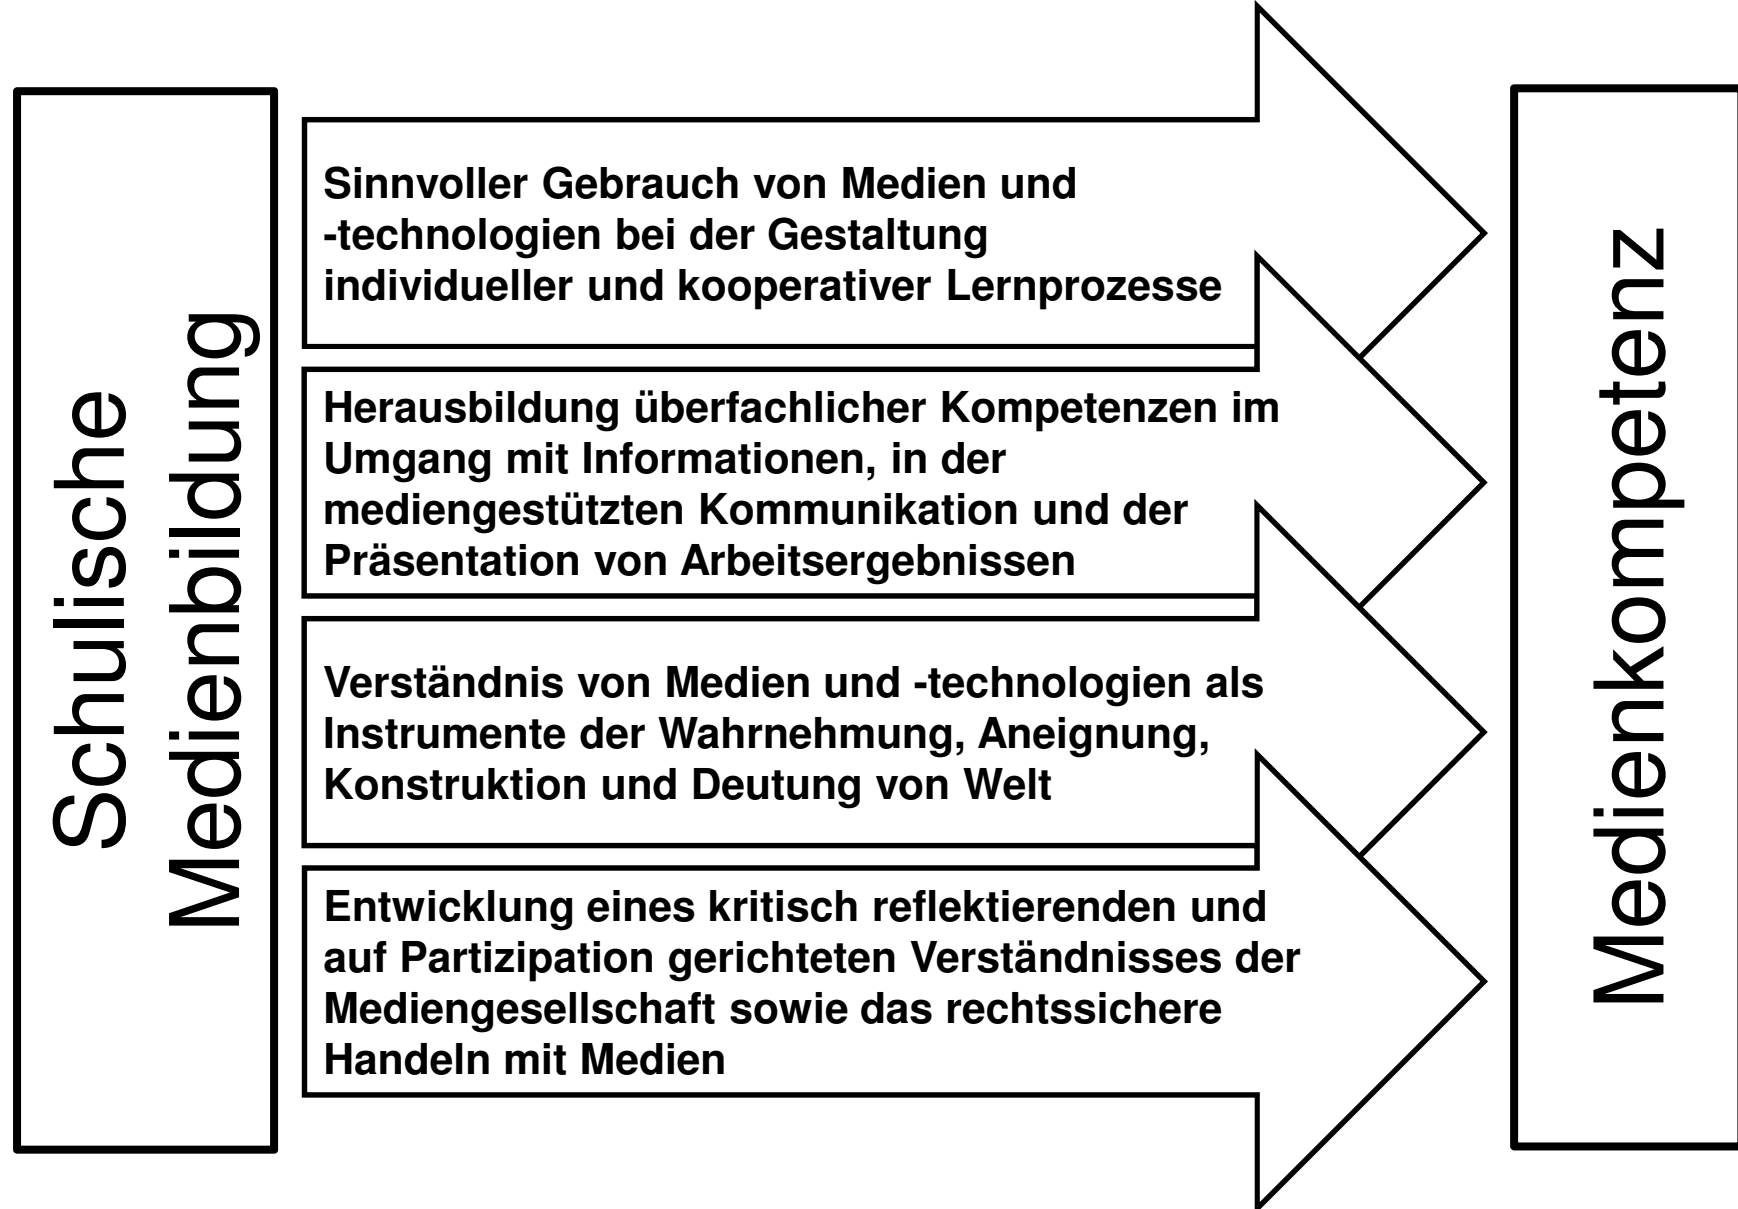 Schulische
Medienbildung
Sinnvoller Gebrauch von Medien und
-technologien bei der Gestaltung
individueller und kooperativer Lernprozesse
Herausbildung überfachlicher Kompetenzen im
Umgang mit Informationen, in der
mediengestützten Kommunikation und der
Präsentation von Arbeitsergebnissen
Verständnis von Medien und -technologien als
Instrumente der Wahrnehmung, Aneignung,
Konstruktion und Deutung von Welt
Entwicklung eines kritisch reflektierenden und
auf Partizipation gerichteten Verständnisses der
Mediengesellschaft sowie das rechtssichere
Handeln mit Medien
Medienkompetenz